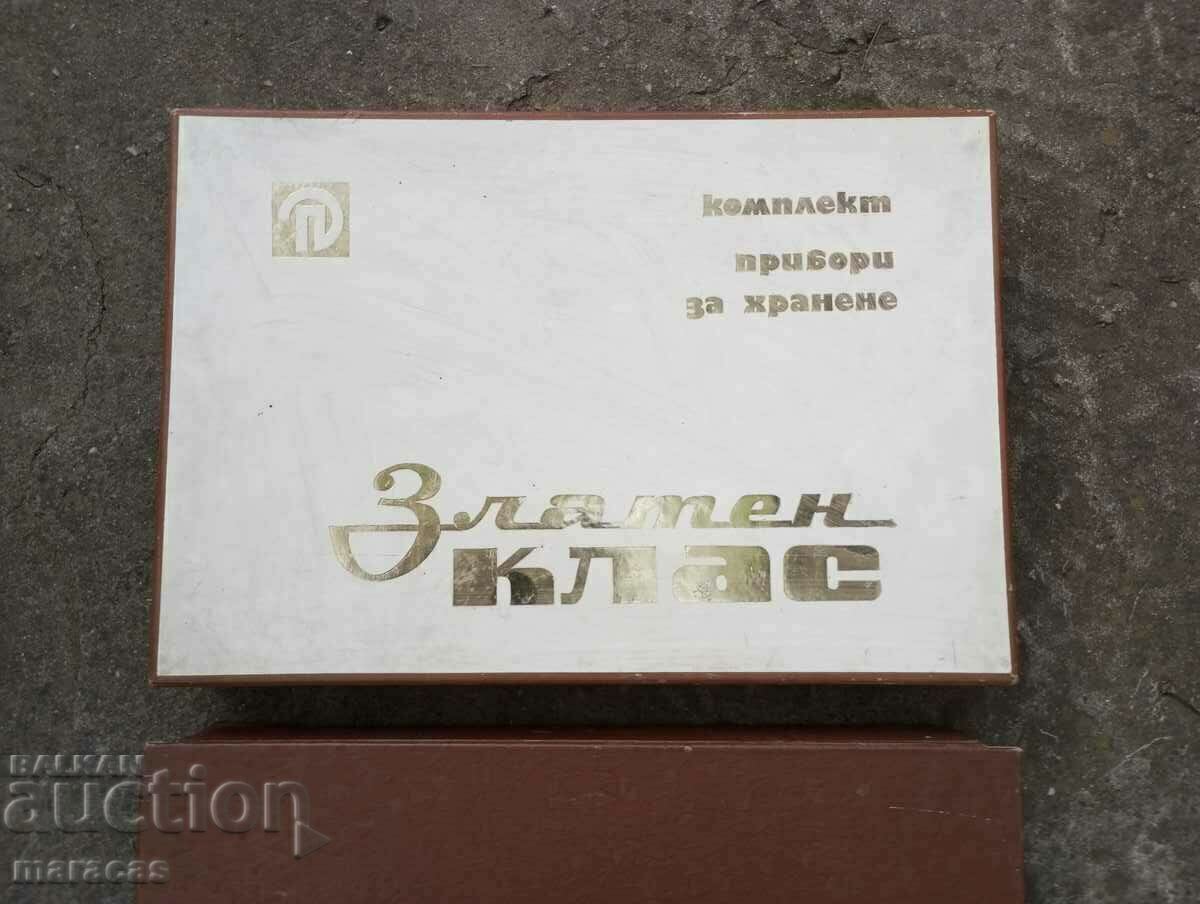 П
комплект
прибори
за хранене
Златен
клас
BALKAN
auction
maracas